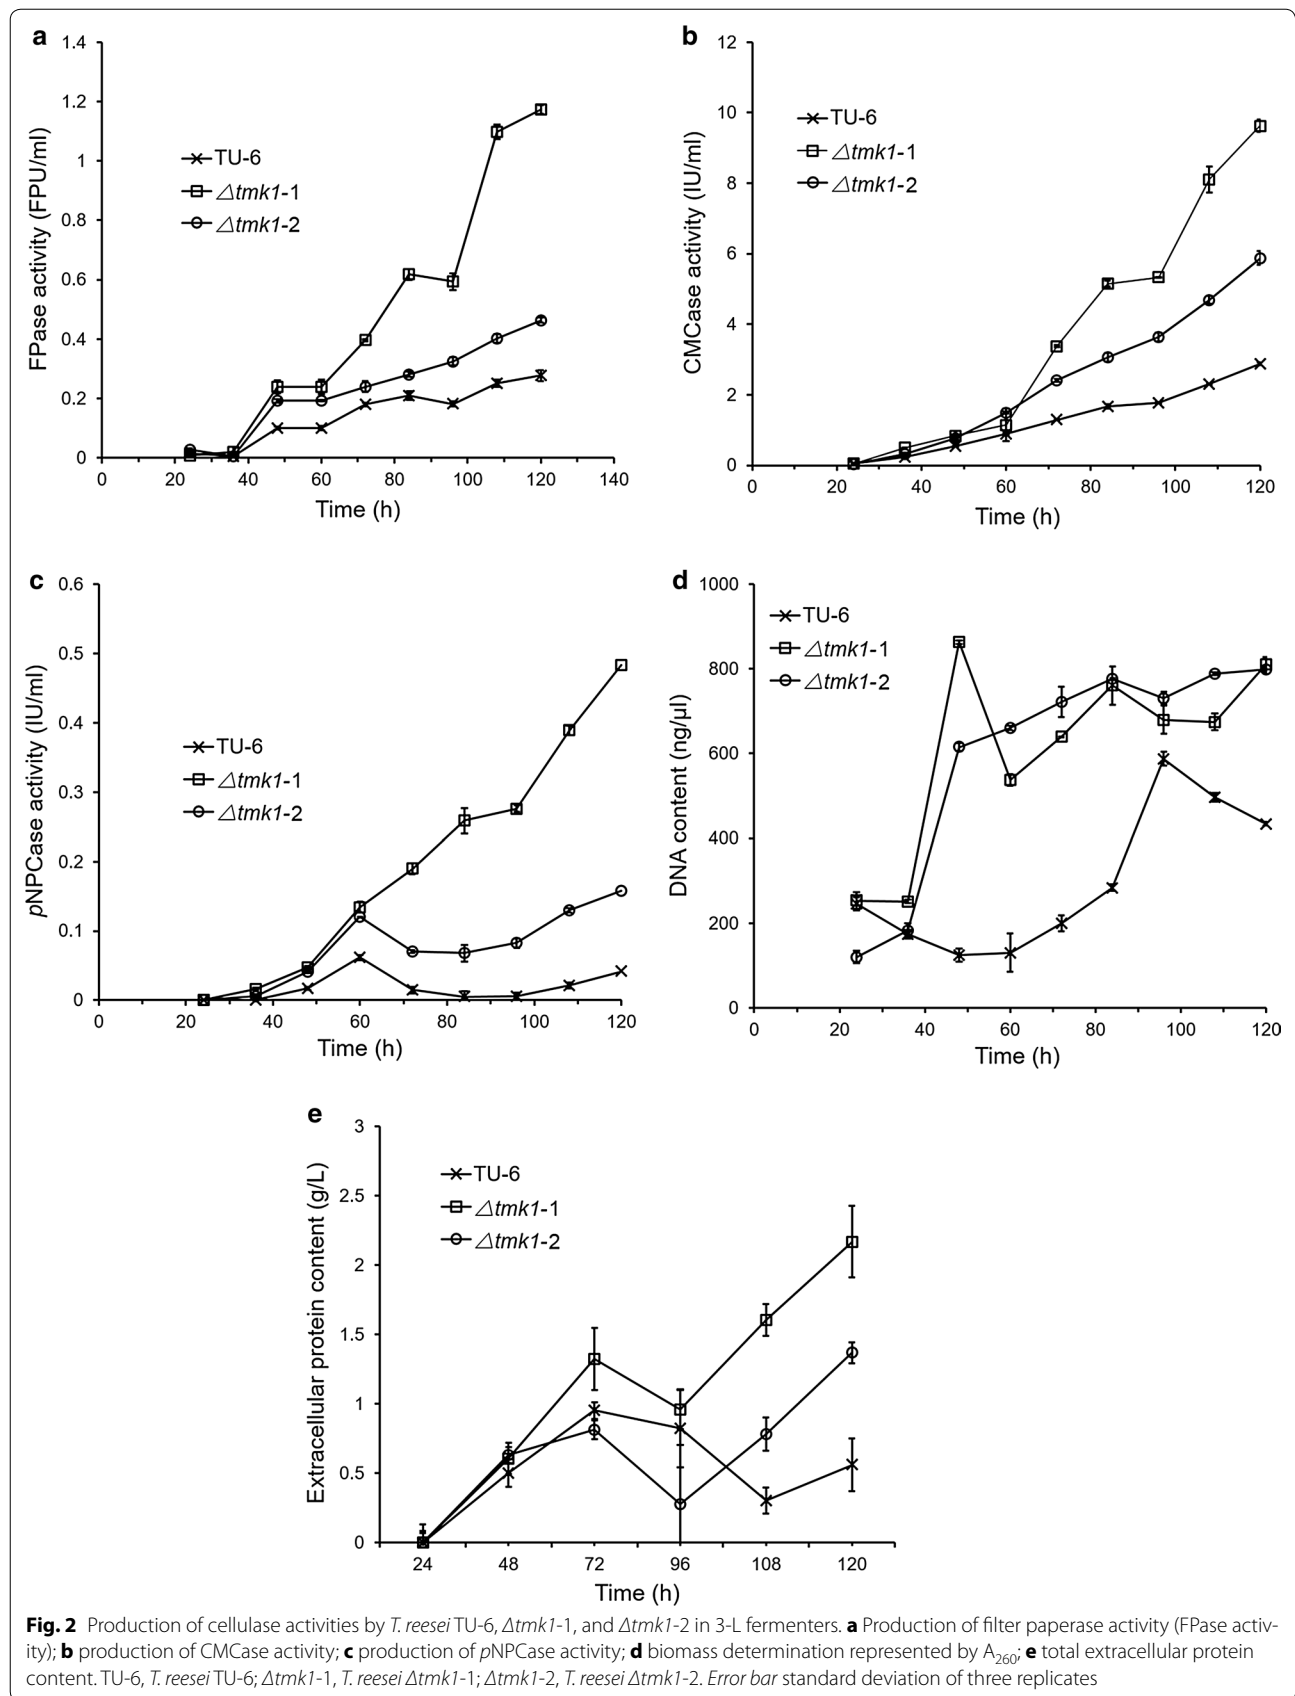 a
1.4
1.2
1
0.8
0.6
0.4
0.2
0
FPase activity (FPU/ml)
TU-6
△tmk1-1
△tmk1-2
0 20 40 60 80 100 120 140
Time (h)
b
12
10
8
6
4
2
0
CMCase activity (IU/ml)
TU-6
△tmk1-1
△tmk1-2
0 20 40 60 80 100 120
Time (h)
c
0.6
0.5
0.4
0.3
0.2
0.1
0
pNPCase activity (IU/ml)
TU-6
△tmk1-1
△tmk1-2
0 20 40 60 80 100 120
Time (h)
d
1000
800
600
400
200
0
DNA content (ng/μl)
TU-6
△tmk1-1
△tmk1-2
0 20 40 60 80 100 120
Time (h)
e
3
2.5
2
1.5
1
0.5
0
Extracellular protein content (g/L)
TU-6
△tmk1-1
△tmk1-2
24 48 72 96 108 120
Time (h)
Fig. 2 Production of cellulase activities by T. reesei TU-6, Δtmk1-1, and Δtmk1-2 in 3-L fermenters. a Production of filter paperase activity (FPase activ-
ity); b production of CMCase activity; c production of pNPCase activity; d biomass determination represented by A260; e total extracellular protein
content. TU-6, T. reesei TU-6; Δtmk1-1, T. reesei Δtmk1-1; Δtmk1-2, T. reesei Δtmk1-2. Error bar standard deviation of three replicates